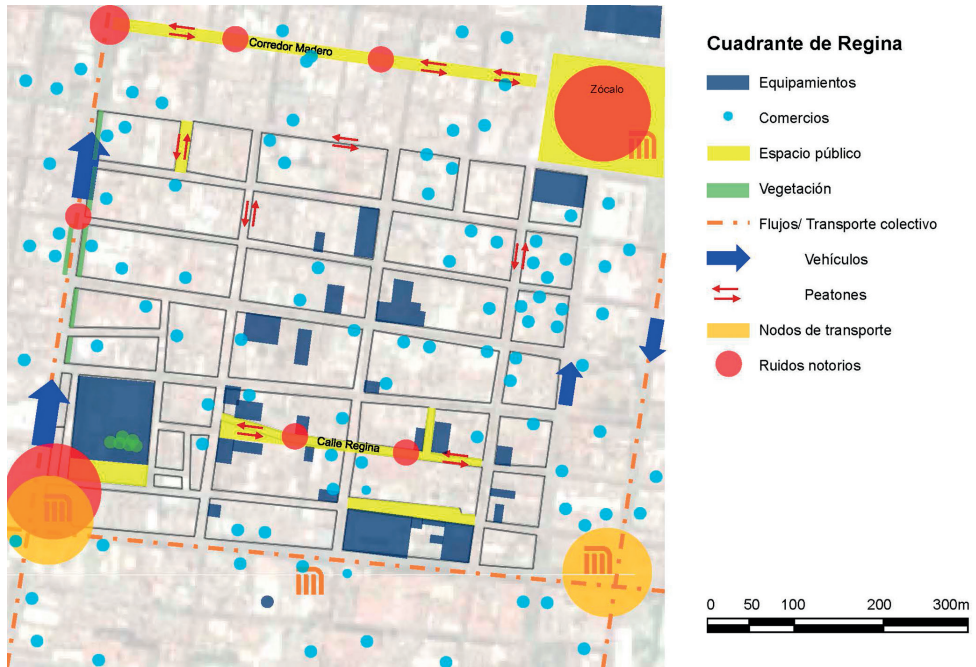 Corredor Madero
Zócalo
Calle Regina
Cuadrante de Regina
Equipamientos
Comercios
Espacio público
Vegetación
Flujos/ Transporte colectivo
Vehículos
Peatones
Nodos de transporte
Ruidos notorios
0 50 100 200 300m